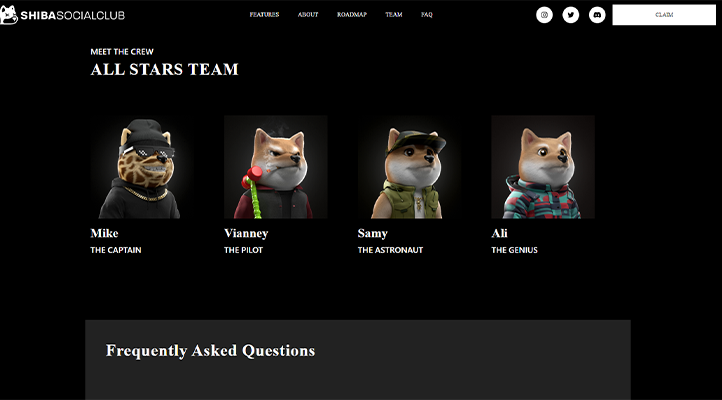 SHIBASOCIALCLUB
FEATURES ABOUT ROADMAP TEAM FAQ
CLAIM
MEET THE CREW
ALL STARS TEAM
Mike Vianney Samy Ali
THE CAPTAIN THE PILOT THE ASTRONAUT THE GENIUS
Frequently Asked Questions